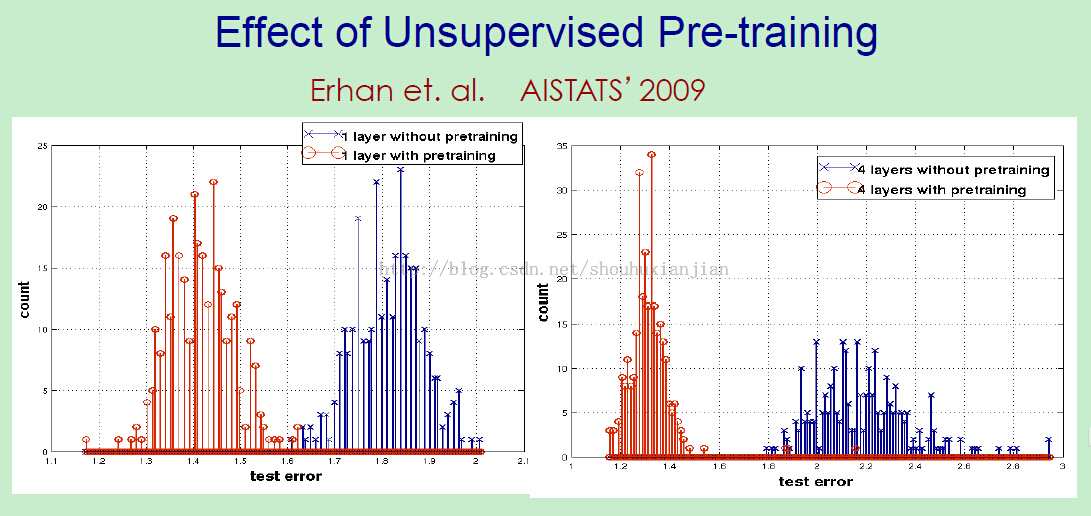 Effect of Unsupervised Pre-training
Erhan et. al. AISTATS' 2009
1 layer without pretraining
1 layer with pretraining
25
20
15
10
5
0
count
1.1 1.2 1.3 1.4 1.5 1.6 1.7 1.8 1.9 2 2.1
test error
4 layers without pretraining
4 layers with pretraining
35
30
25
20
15
10
5
0
count
1 1.2 1.4 1.6 1.8 2 2.2 2.4 2.6 2.8 3
test error
http://blog.csdn.net/shouhuxianjian